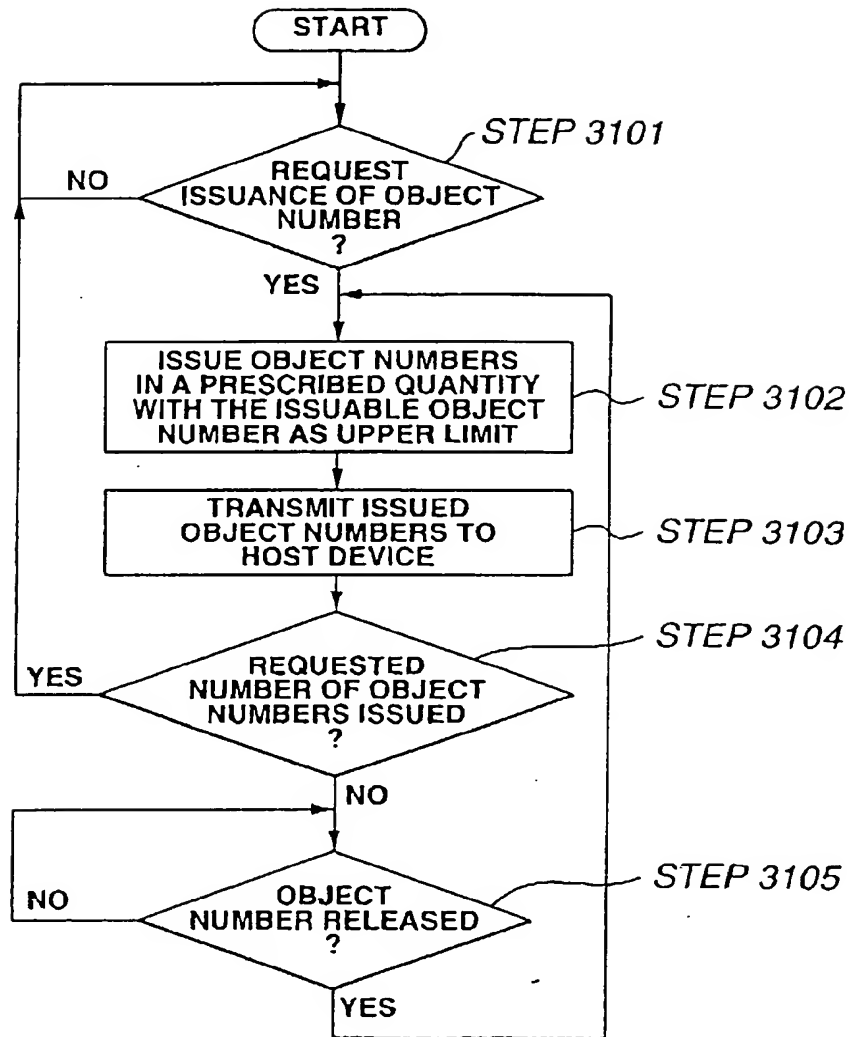 START
STEP 3101
REQUEST
ISSUANCE OF OBJECT
NUMBER
?
NO
YES
ISSUE OBJECT NUMBERS
IN A PRESCRIBED QUANTITY
WITH THE ISSUABLE OBJECT
NUMBER AS UPPER LIMIT
STEP 3102
TRANSMIT ISSUED
OBJECT NUMBERS TO
HOST DEVICE
STEP 3103
STEP 3104
REQUESTED
NUMBER OF OBJECT
NUMBERS ISSUED
?
YES
NO
STEP 3105
OBJECT
NUMBER RELEASED
?
NO
YES